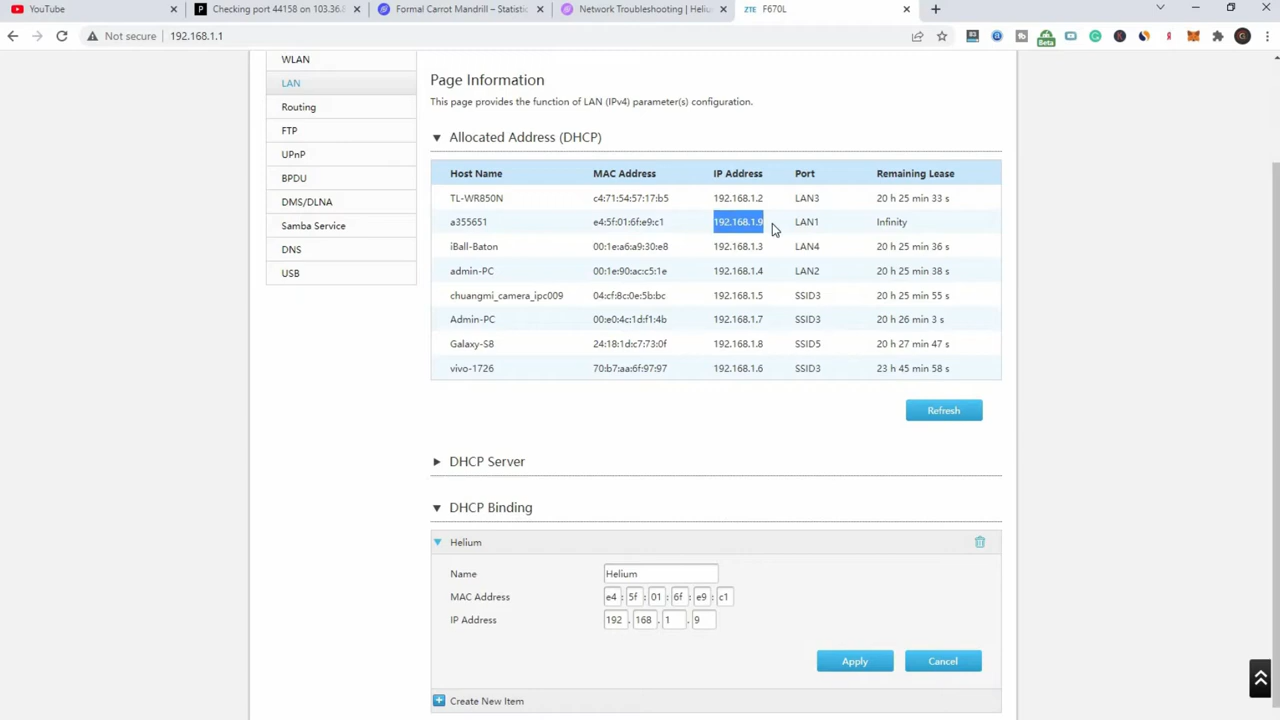 YouTube
Checking port 44158 on 103.36.8
Formal Carrot Mandrill – Statistic
Network Troubleshooting | Heliu
ZTE F670L
Not secure 192.168.1.1
Beta
WLAN
LAN
Routing
FTP
UPnP
BPDU
DMS/DLNA
Samba Service
DNS
USB
Page Information
This page provides the function of LAN (IPv4) parameter(s) configuration.
Allocated Address (DHCP)
Host Name MAC Address IP Address Port Remaining Lease
TL-WR850N c4:71:54:57:17:b5 192.168.1.2 LAN3 20 h 25 min 33 s
a355651 e4:5f:01:6f:e9:c1 192.168.1.9 LAN1 Infinity
iBall-Baton 00:1e:a6:a9:30:e8 192.168.1.3 LAN4 20 h 25 min 36 s
admin-PC 00:1e:90:ac:c5:1e 192.168.1.4 LAN2 20 h 25 min 38 s
chuangmi_camera_ipc009 04:cf:8c:0e:5b:bc 192.168.1.5 SSID3 20 h 25 min 55 s
Admin-PC 00:e0:4c:1d:f1:4b 192.168.1.7 SSID3 20 h 26 min 3 s
Galaxy-S8 24:18:1d:c7:73:0f 192.168.1.8 SSID5 20 h 27 min 47 s
vivo-1726 70:b7:aa:6f:97:97 192.168.1.6 SSID3 23 h 45 min 58 s
Refresh
DHCP Server
DHCP Binding
Helium
Name Helium
MAC Address e4 : 5f : 01 : 6f : e9 : c1
IP Address 192 . 168 . 1 . 9
Apply Cancel
Create New Item